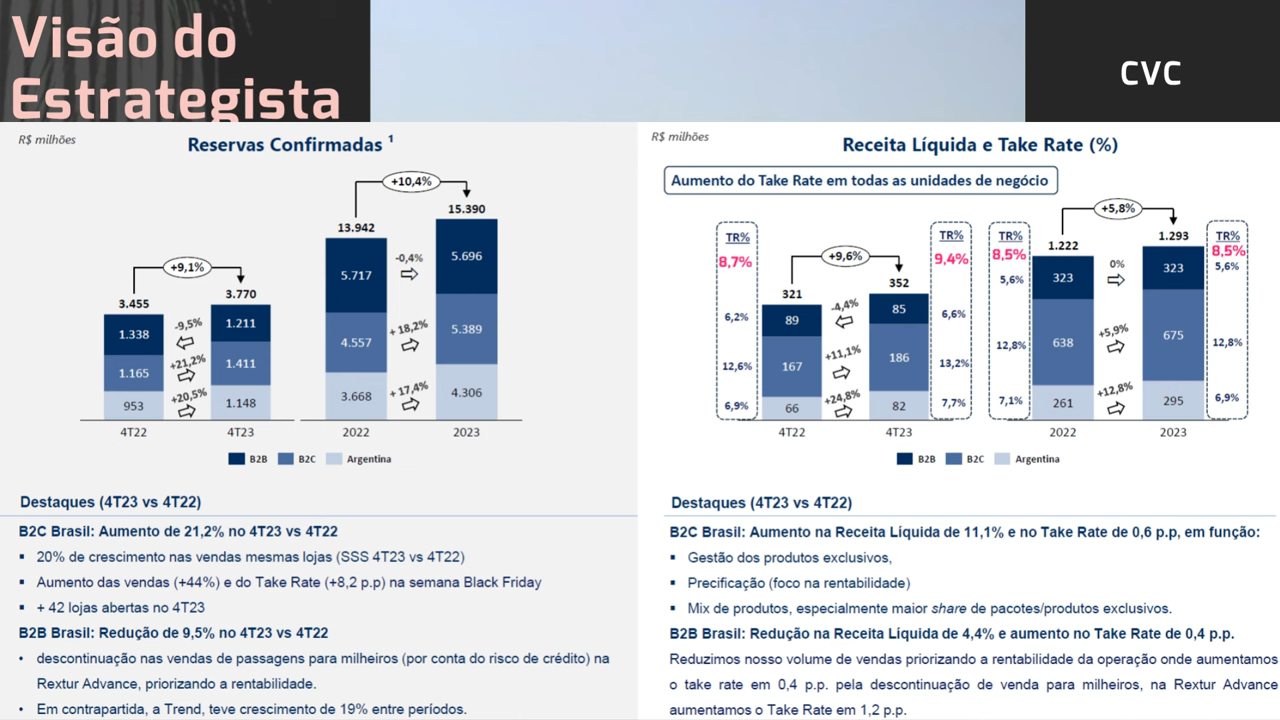 Visão do
Estrategista
CVC
R$ milhões
Reservas Confirmadas ¹
+10,4%
13.942
15.390
+9,1%
3.455
3.770
5.717
-0,4%
5.696
1.338
-9,5%
1.211
4.557
+ 18,2%
5.389
1.165
+21,2%
1.411
3.668
+ 17,4%
4.306
953
+20,5%
1.148
4T22
4T23
2022
2023
B2B
B2C
Argentina
Destaques (4T23 vs 4T22)
B2C Brasil: Aumento de 21,2% no 4T23 vs 4T22
▪ 20% de crescimento nas vendas mesmas lojas (SSS 4T23 vs 4T22)
▪ Aumento das vendas (+44%) e do Take Rate (+8,2 p.p) na semana Black Friday
▪ + 42 lojas abertas no 4T23
B2B Brasil: Redução de 9,5% no 4T23 vs 4T22
• descontinuação nas vendas de passagens para milheiros (por conta do risco de crédito) na
Rextur Advance, priorizando a rentabilidade.
• Em contrapartida, a Trend, teve crescimento de 19% entre períodos.
R$ milhões
Receita Líquida e Take Rate (%)
Aumento do Take Rate em todas as unidades de negócio
TR%
8,7%
6,2%
12,6%
6,9%
+9,6%
321
352
89
-4,4%
85
167
+11,1%
186
66
+24,8%
82
4T22
4T23
TR%
9,4%
6,6%
13,2%
7,7%
TR%
8,5%
5,6%
12,8%
7,1%
+5,8%
1.222
1.293
323
0%
323
638
+5,9%
675
261
+12,8%
295
2022
2023
TR%
8,5%
5,6%
12,8%
6,9%
B2B
B2C
Argentina
Destaques (4T23 vs 4T22)
B2C Brasil: Aumento na Receita Líquida de 11,1% e no Take Rate de 0,6 p.p, em função:
▪ Gestão dos produtos exclusivos,
▪ Precificação (foco na rentabilidade)
▪ Mix de produtos, especialmente maior share de pacotes/produtos exclusivos.
B2B Brasil: Redução na Receita Líquida de 4,4% e aumento no Take Rate de 0,4 p.p.
Reduzimos nosso volume de vendas priorizando a rentabilidade da operação onde aumentamos
o take rate em 0,4 p.p. pela descontinuação de venda para milheiros, na Rextur Advance
aumentamos o Take Rate em 1,2 p.p.